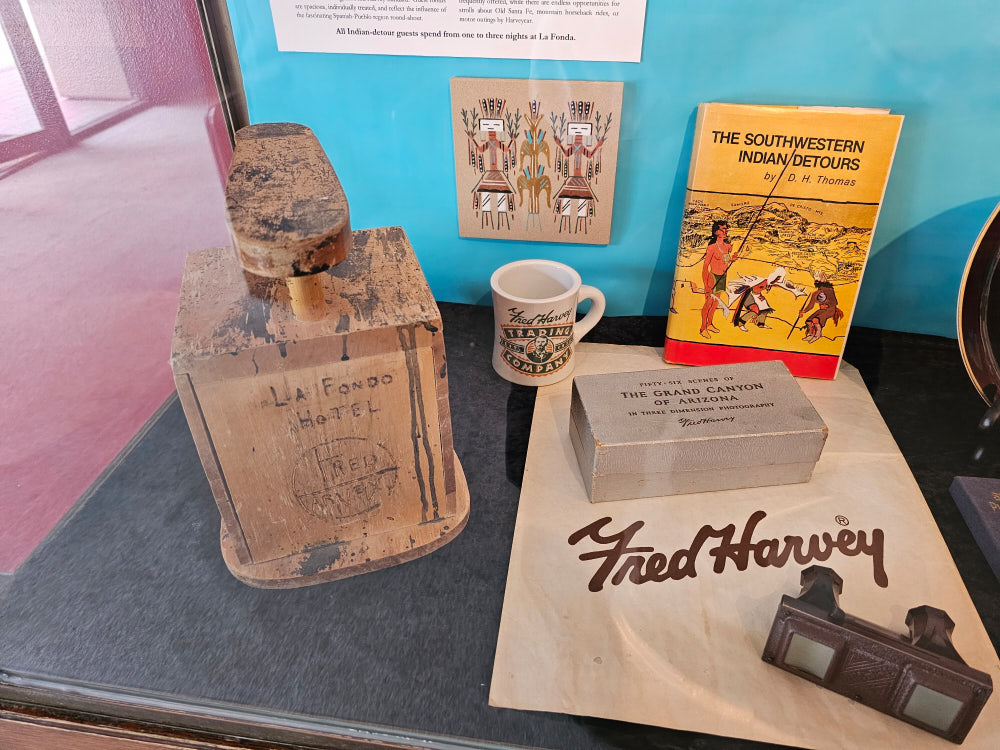 are spacious, individually treated, and reflect the influence of
the fascinating Spanish-Pueblo region round-about.
frequently offered, while there are endless opportunities for
strolls about Old Santa Fe, mountain horseback rides, or
motor outings by Harveycar.
All Indian-detour guests spend from one to three nights at La Fonda.
THE SOUTHWESTERN
INDIAN DETOURS
by D. H. Thomas
Fred Harvey
TRADING
COMPANY
LA FONDO
HOTEL
FRED
HARVEY
FIFTY-SIX SCENES OF
THE GRAND CANYON
OF ARIZONA
IN THREE DIMENSION PHOTOGRAPHY
Fred Harvey
Fred Harvey®